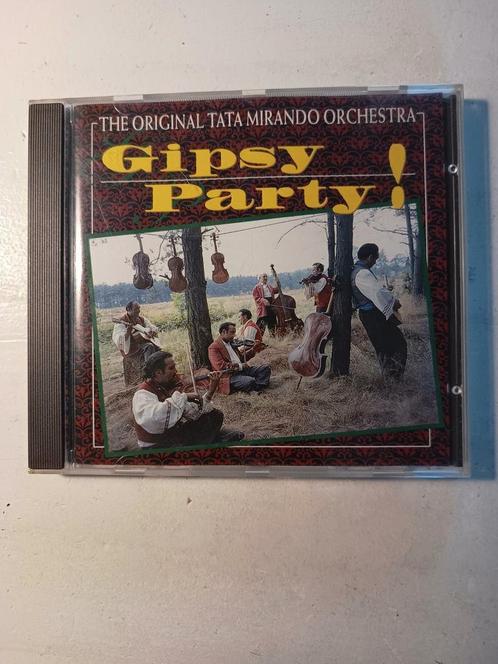 THE ORIGINAL TATA MIRANDO ORCHESTRA
Gipsy
Party!